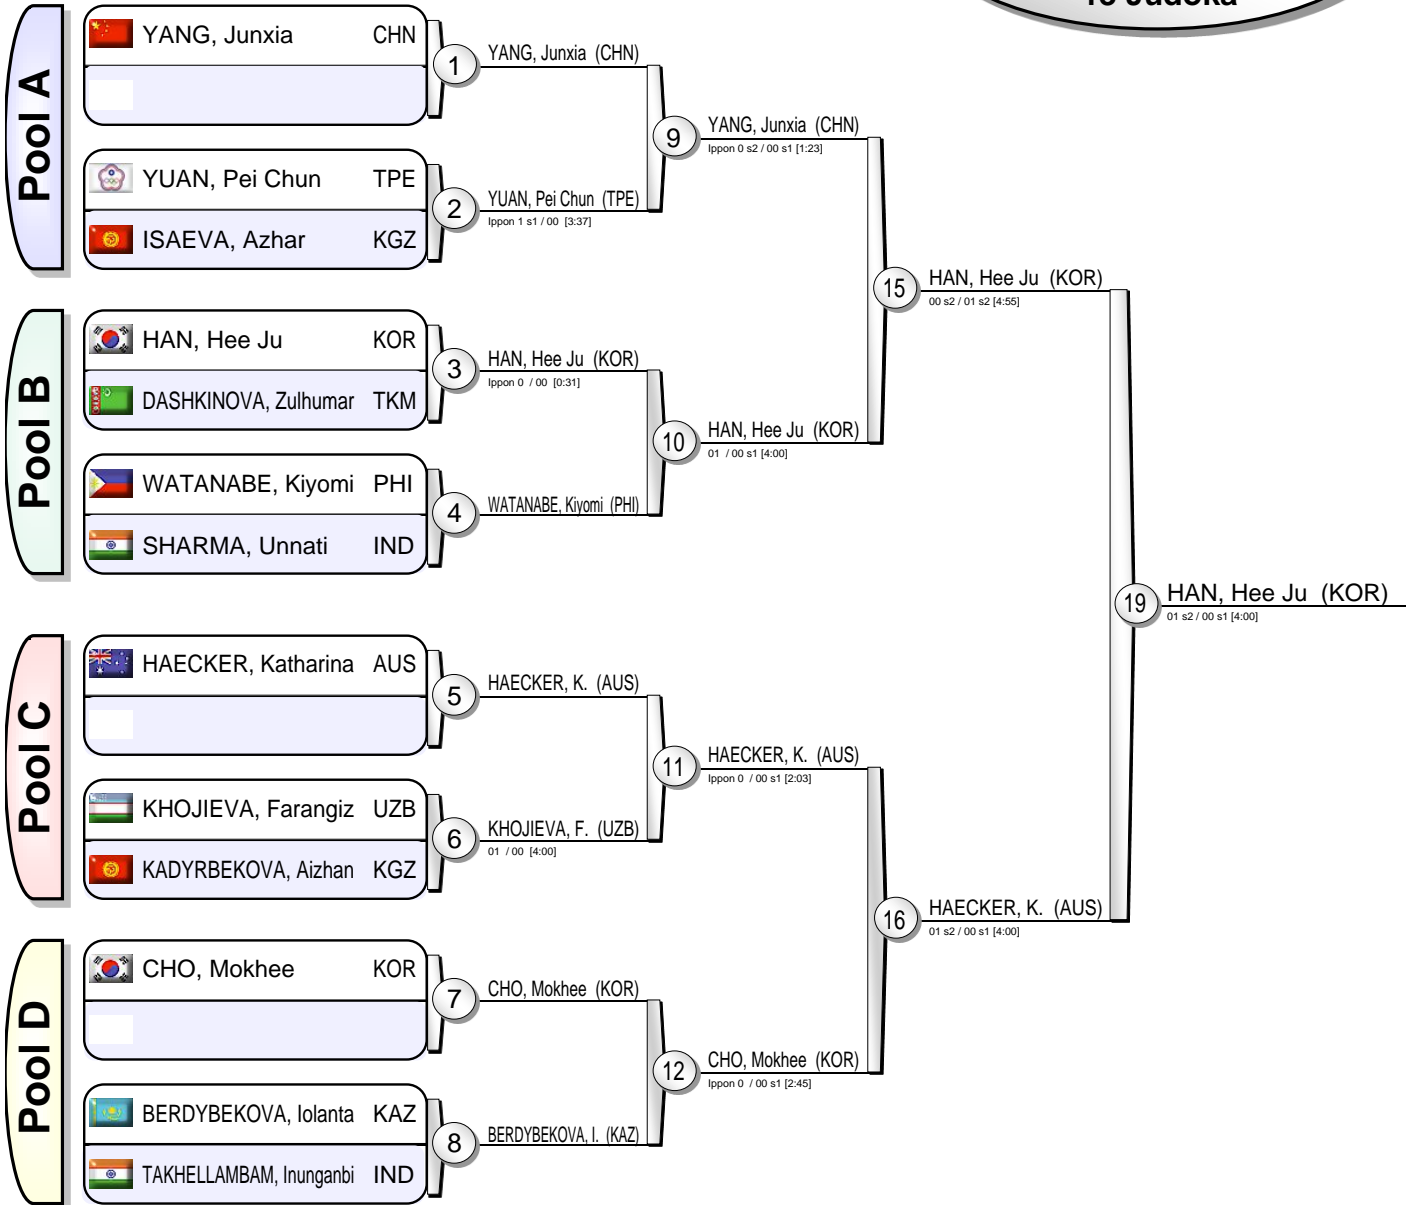 13 Judoka
Pool A
YANG, Junxia CHN
YUAN, Pei Chun TPE
ISAEVA, Azhar KGZ
Pool B
HAN, Hee Ju KOR
DASHKINOVA, Zulhumar TKM
WATANABE, Kiyomi PHI
SHARMA, Unnati IND
Pool C
HAECKER, Katharina AUS
KHOJIEVA, Farangiz UZB
KADYRBEKOVA, Aizhan KGZ
Pool D
CHO, Mokhee KOR
BERDYBEKOVA, Iolanta KAZ
TAKHELLAMBAM, Inunganbi IND
1 YANG, Junxia (CHN)
2 YUAN, Pei Chun (TPE)
Ippon 1 s1 / 00 [3:37]
3 HAN, Hee Ju (KOR)
Ippon 0 / 00 [0:31]
4 WATANABE, Kiyomi (PHI)
5 HAECKER, K. (AUS)
6 KHOJIEVA, F. (UZB)
01 / 00 [4:00]
7 CHO, Mokhee (KOR)
8 BERDYBEKOVA, I. (KAZ)
9 YANG, Junxia (CHN)
Ippon 0 s2 / 00 s1 [1:23]
10 HAN, Hee Ju (KOR)
01 / 00 s1 [4:00]
11 HAECKER, K. (AUS)
Ippon 0 / 00 s1 [2:03]
12 CHO, Mokhee (KOR)
Ippon 0 / 00 s1 [2:45]
15 HAN, Hee Ju (KOR)
00 s2 / 01 s2 [4:55]
16 HAECKER, K. (AUS)
01 s2 / 00 s1 [4:00]
19 HAN, Hee Ju (KOR)
01 s2 / 00 s1 [4:00]